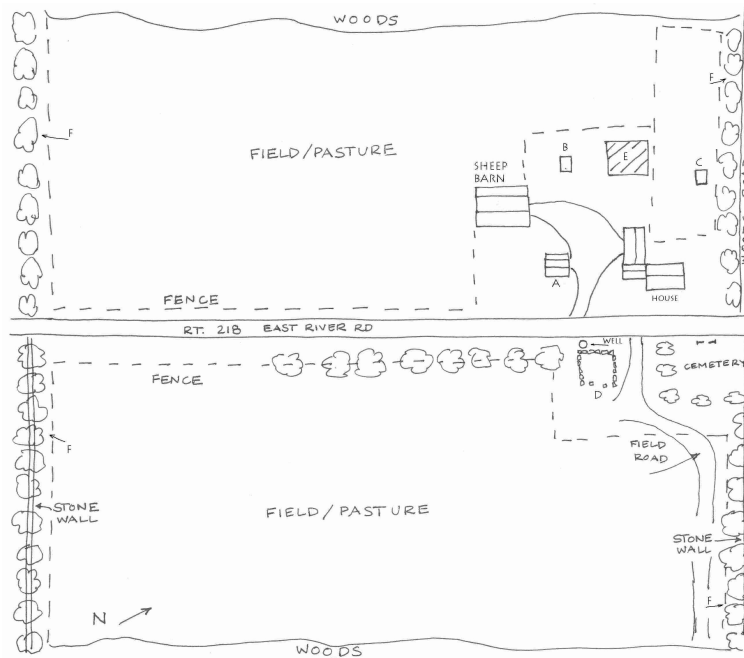 WOODS
F
F
FIELD/PASTURE
B
E
C
SHEEP
BARN
A
HOUSE
FENCE
RT. 21B EAST RIVER RD
WELL
CEMETERY
FENCE
D
F
FIELD
ROAD
STONE
WALL
FIELD/PASTURE
STONE
WALL
F
N
WOODS